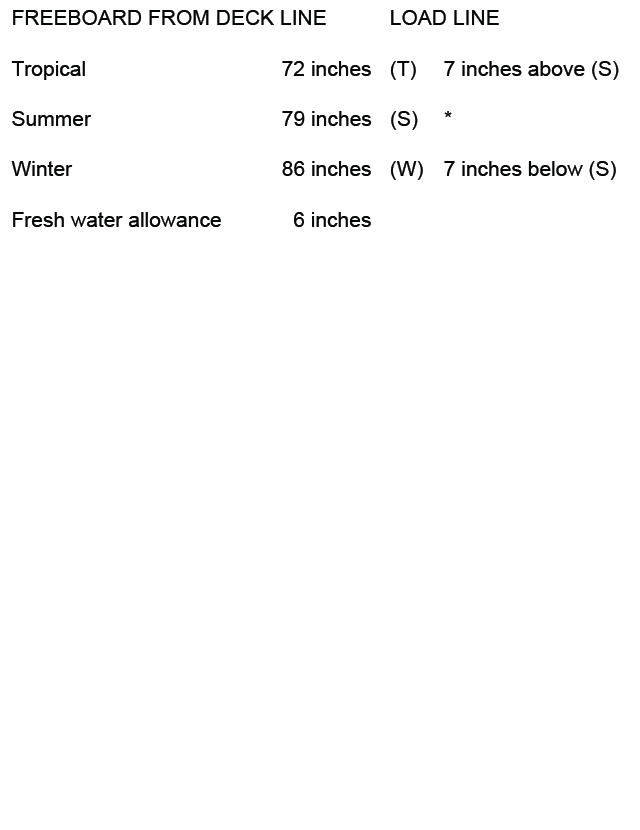 FREEBOARD FROM DECK LINE LOAD LINE
Tropical 72 inches (T) 7 inches above (S)
Summer 79 inches (S) *
Winter 86 inches (W) 7 inches below (S)
Fresh water allowance 6 inches